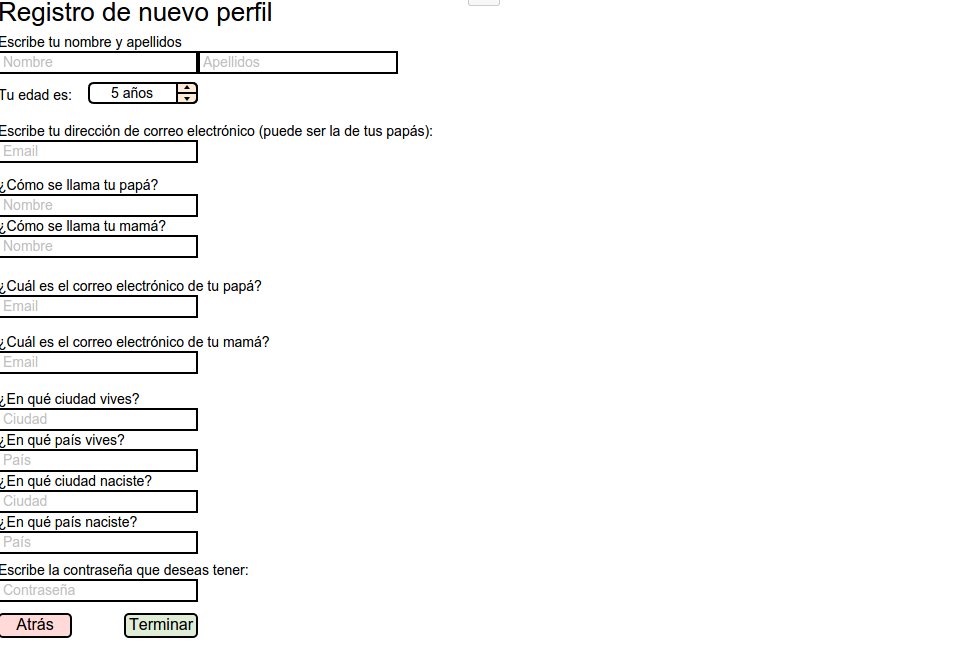 Registro de nuevo perfil
Escribe tu nombre y apellidos
Nombre Apellidos
Tu edad es: 5 años
Escribe tu dirección de correo electrónico (puede ser la de tus papás):
Email
¿Cómo se llama tu papá?
Nombre
¿Cómo se llama tu mamá?
Nombre
¿Cuál es el correo electrónico de tu papá?
Email
¿Cuál es el correo electrónico de tu mamá?
Email
¿En qué ciudad vives?
Ciudad
¿En qué país vives?
País
¿En qué ciudad naciste?
Ciudad
¿En qué país naciste?
País
Escribe la contraseña que deseas tener:
Contraseña
Atrás Terminar